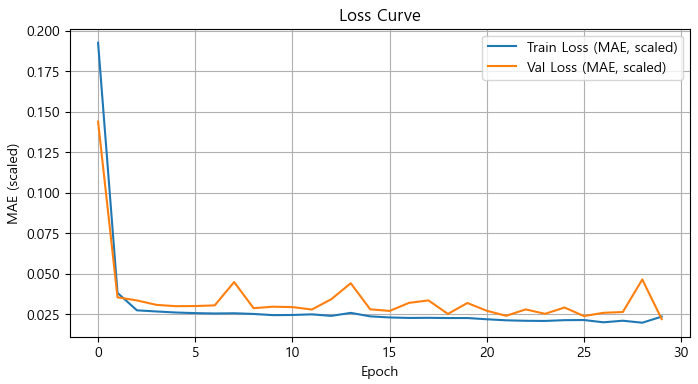 Loss Curve
Train Loss (MAE, scaled)
Val Loss (MAE, scaled)
MAE (scaled)
0.200
0.175
0.150
0.125
0.100
0.075
0.050
0.025
0 5 10 15 20 25 30
Epoch